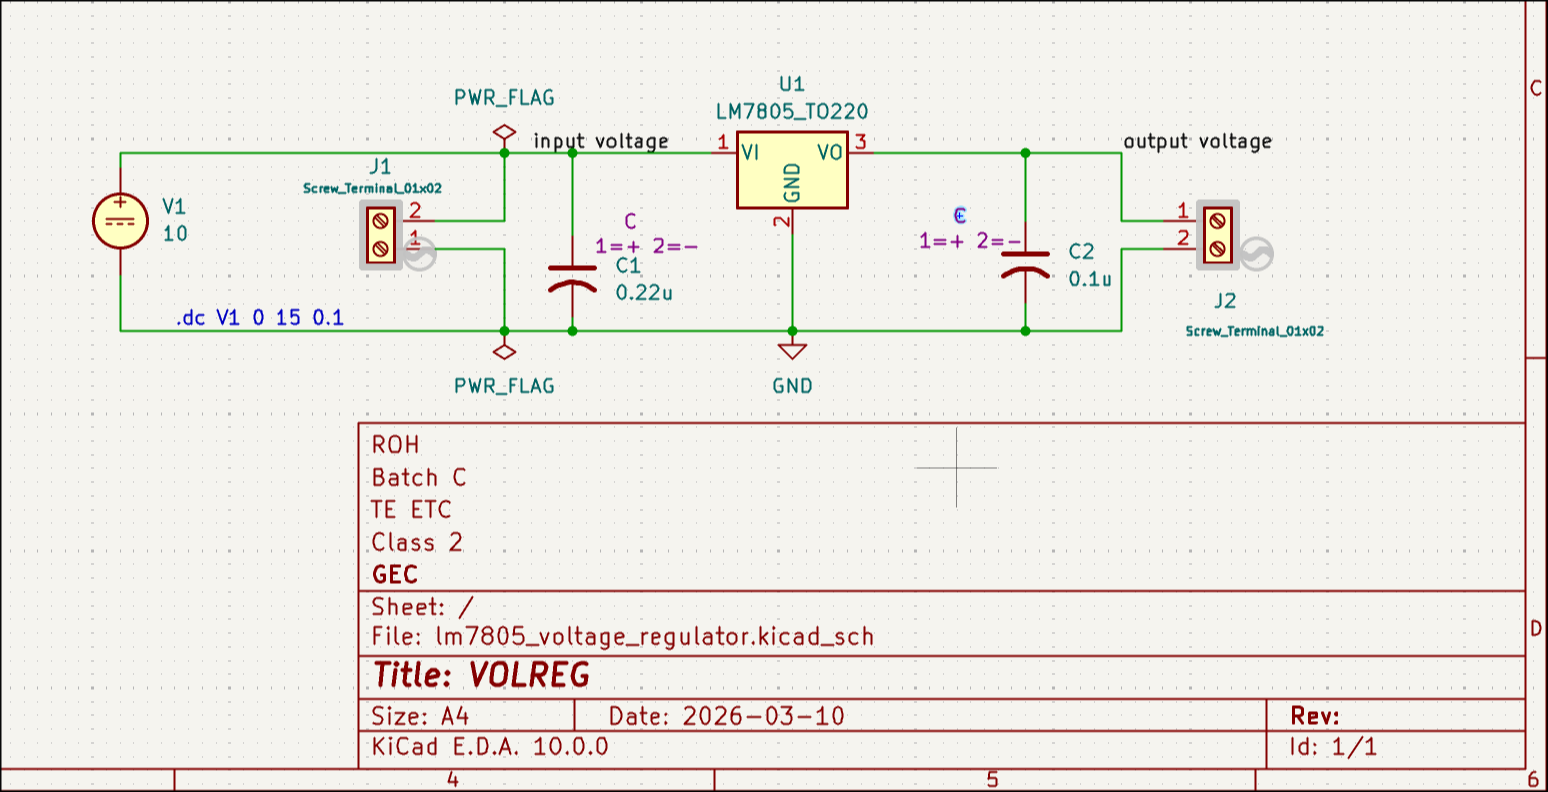 C
U1
PWR_FLAG
LM7805_TO220
input voltage
1
3
output voltage
VI
VO
GND
2
J1
Screw_Terminal_01x02
2
1
V1
10
C
1=+ 2=-
C1
0.22u
C
1=+ 2=-
C2
0.1u
1
2
J2
Screw_Terminal_01x02
.dc V1 0 15 0.1
PWR_FLAG
GND
ROH
Batch C
TE ETC
Class 2
GEC
Sheet: /
File: lm7805_voltage_regulator.kicad_sch
D
Title: VOLREG
Size: A4
Date: 2026-03-10
Rev:
KiCad E.D.A. 10.0.0
Id: 1/1
4
5
6